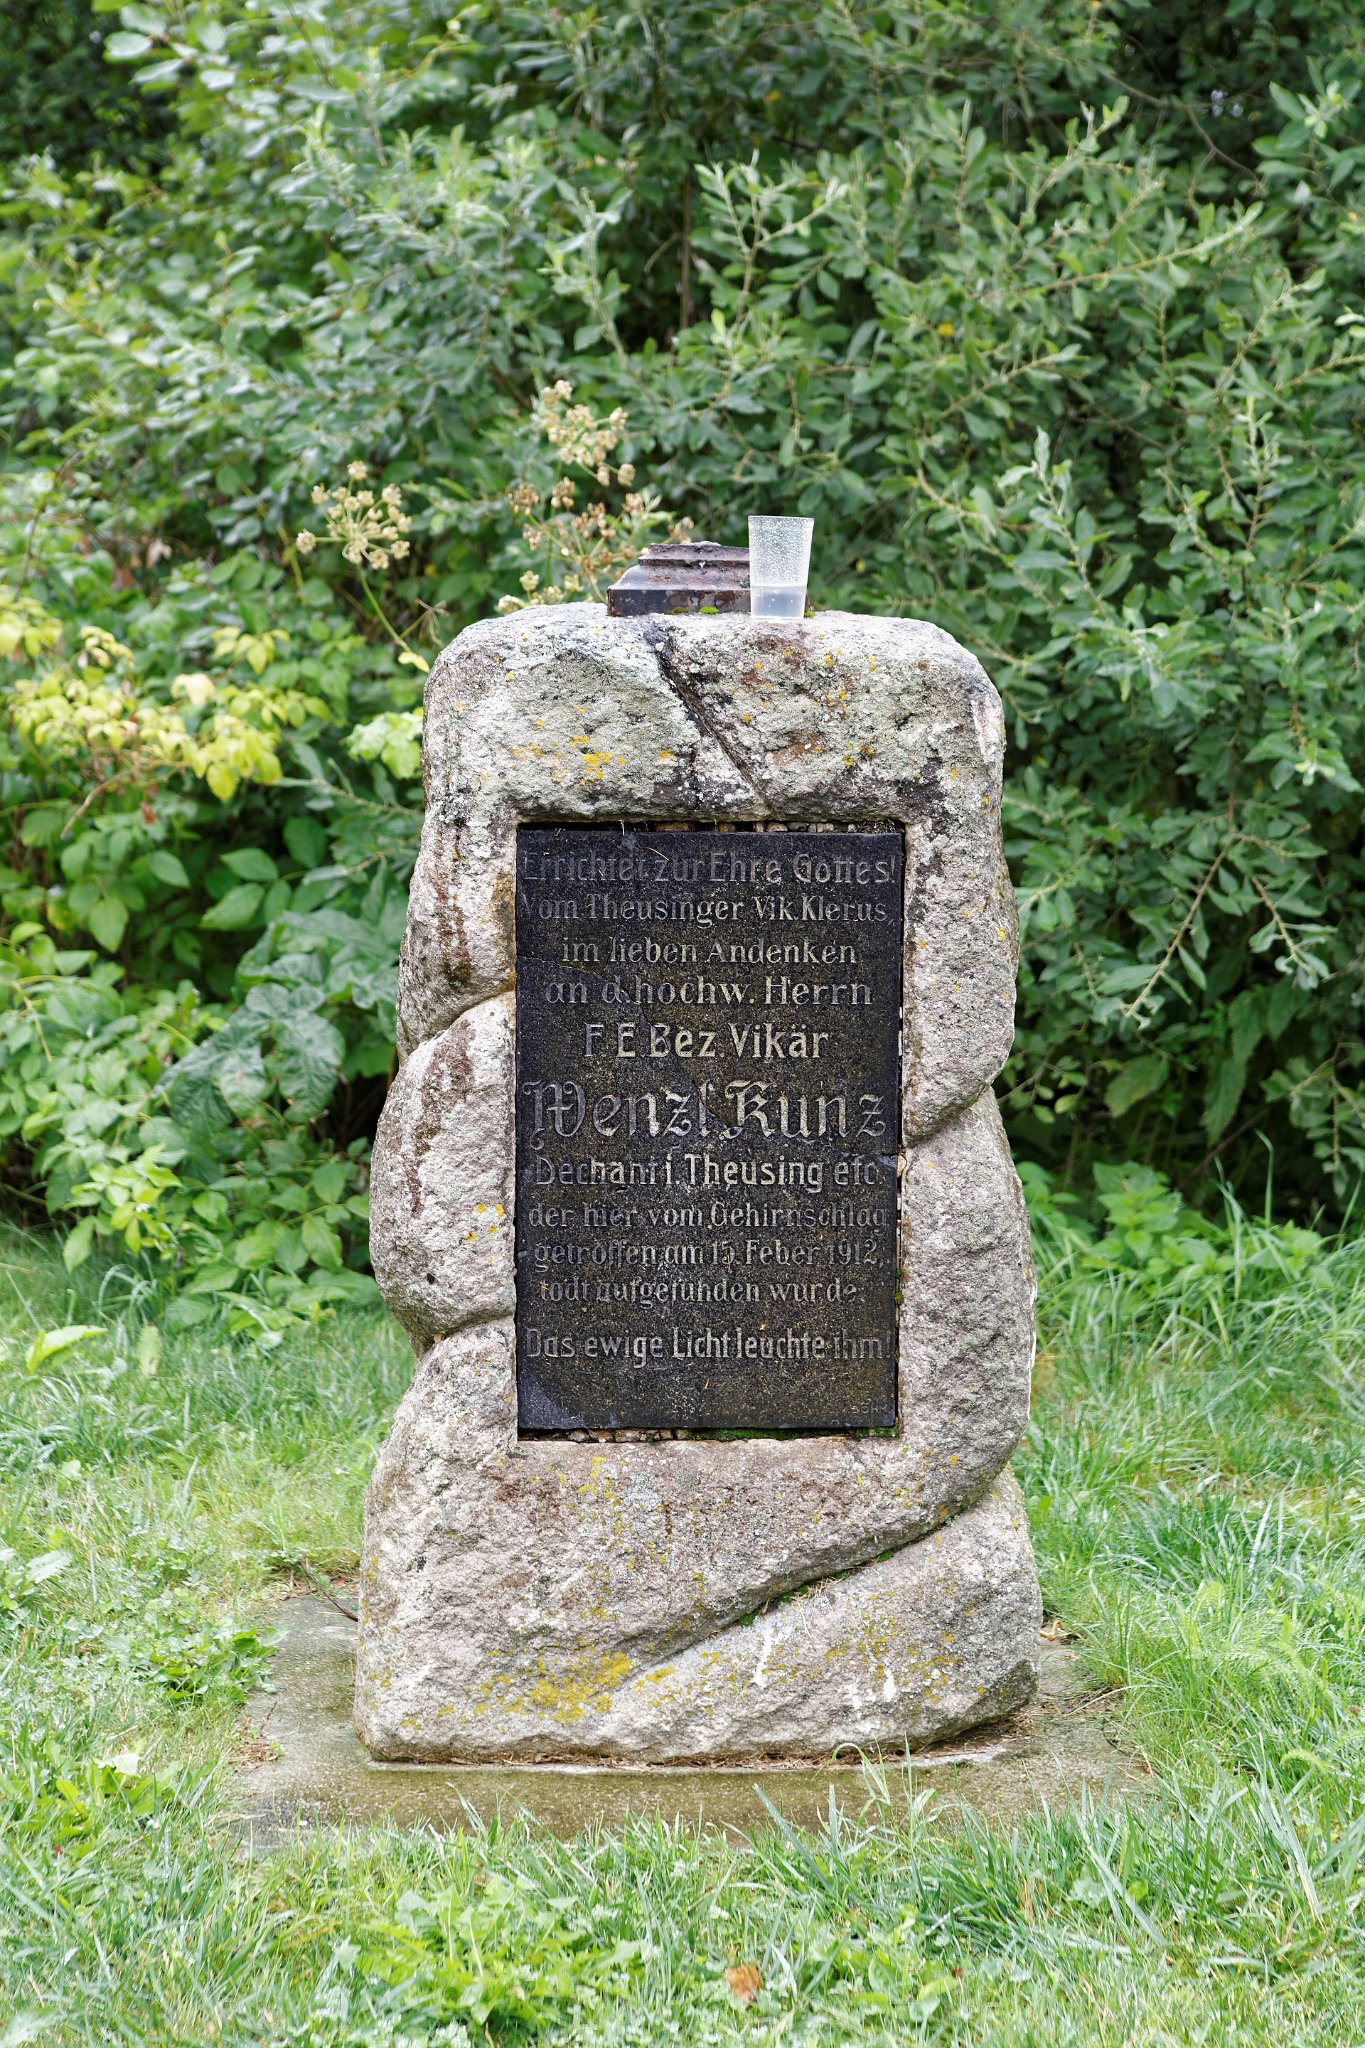 Errichtet zur Ehre Gottes!
Vom Theusinger Vik. Klerus,
im lieben Andenken
an d. hochw. Herrn
F. E. Bez. Vikär
Wenzl Kunz
Dechant i. Theusing etc.
der hier vom Gehirnschlag
getroffen am 15. Feber 1912.
todt aufgefunden wurde.
Das ewige Licht leuchte ihm!